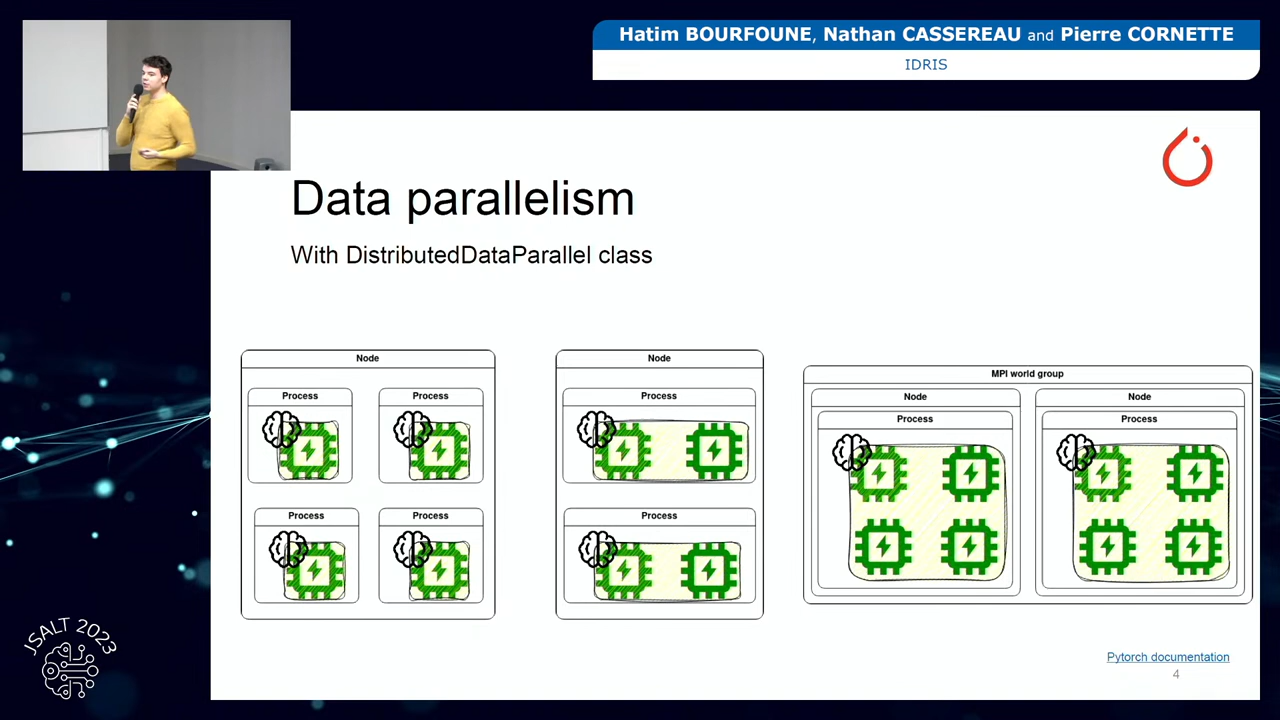 Hatim BOURFOUNE, Nathan CASSEREAU and Pierre CORNETTE
IDRIS
Data parallelism
With DistributedDataParallel class
Node
Process
Process
Process
Process
Node
Process
Process
MPI world group
Node
Node
Process
Process
Pytorch documentation
4
JSALT 2023